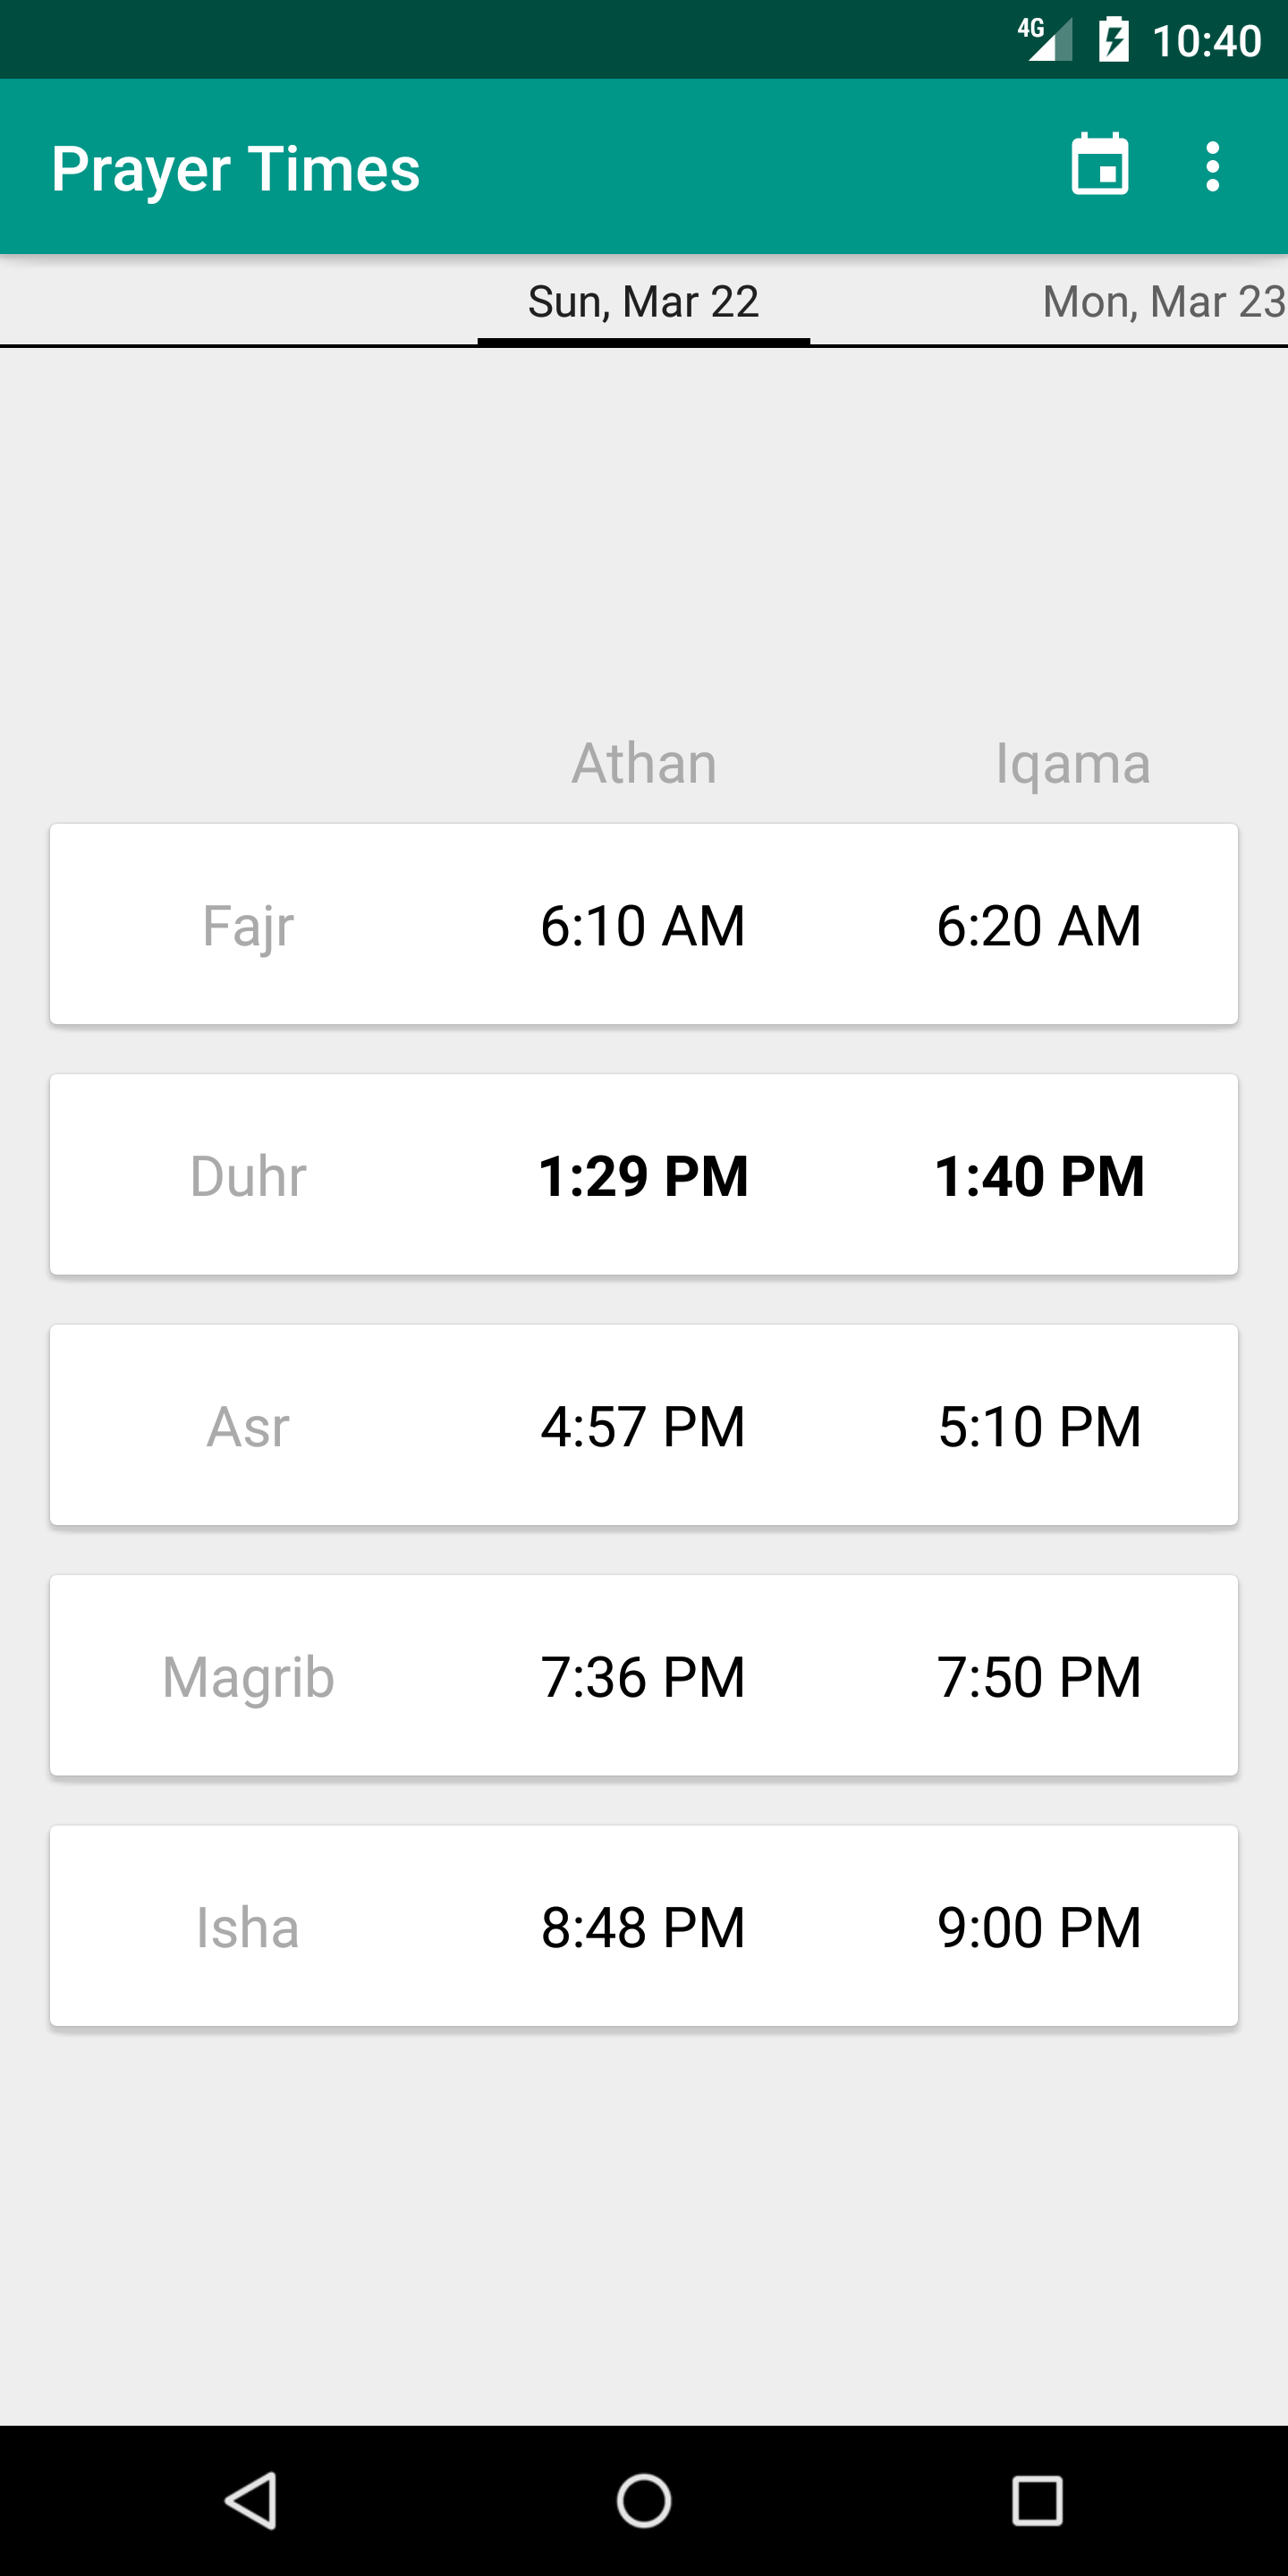 4G 10:40
Prayer Times
Sun, Mar 22 Mon, Mar 23
Athan Iqama
Fajr 6:10 AM 6:20 AM
Duhr 1:29 PM 1:40 PM
Asr 4:57 PM 5:10 PM
Magrib 7:36 PM 7:50 PM
Isha 8:48 PM 9:00 PM